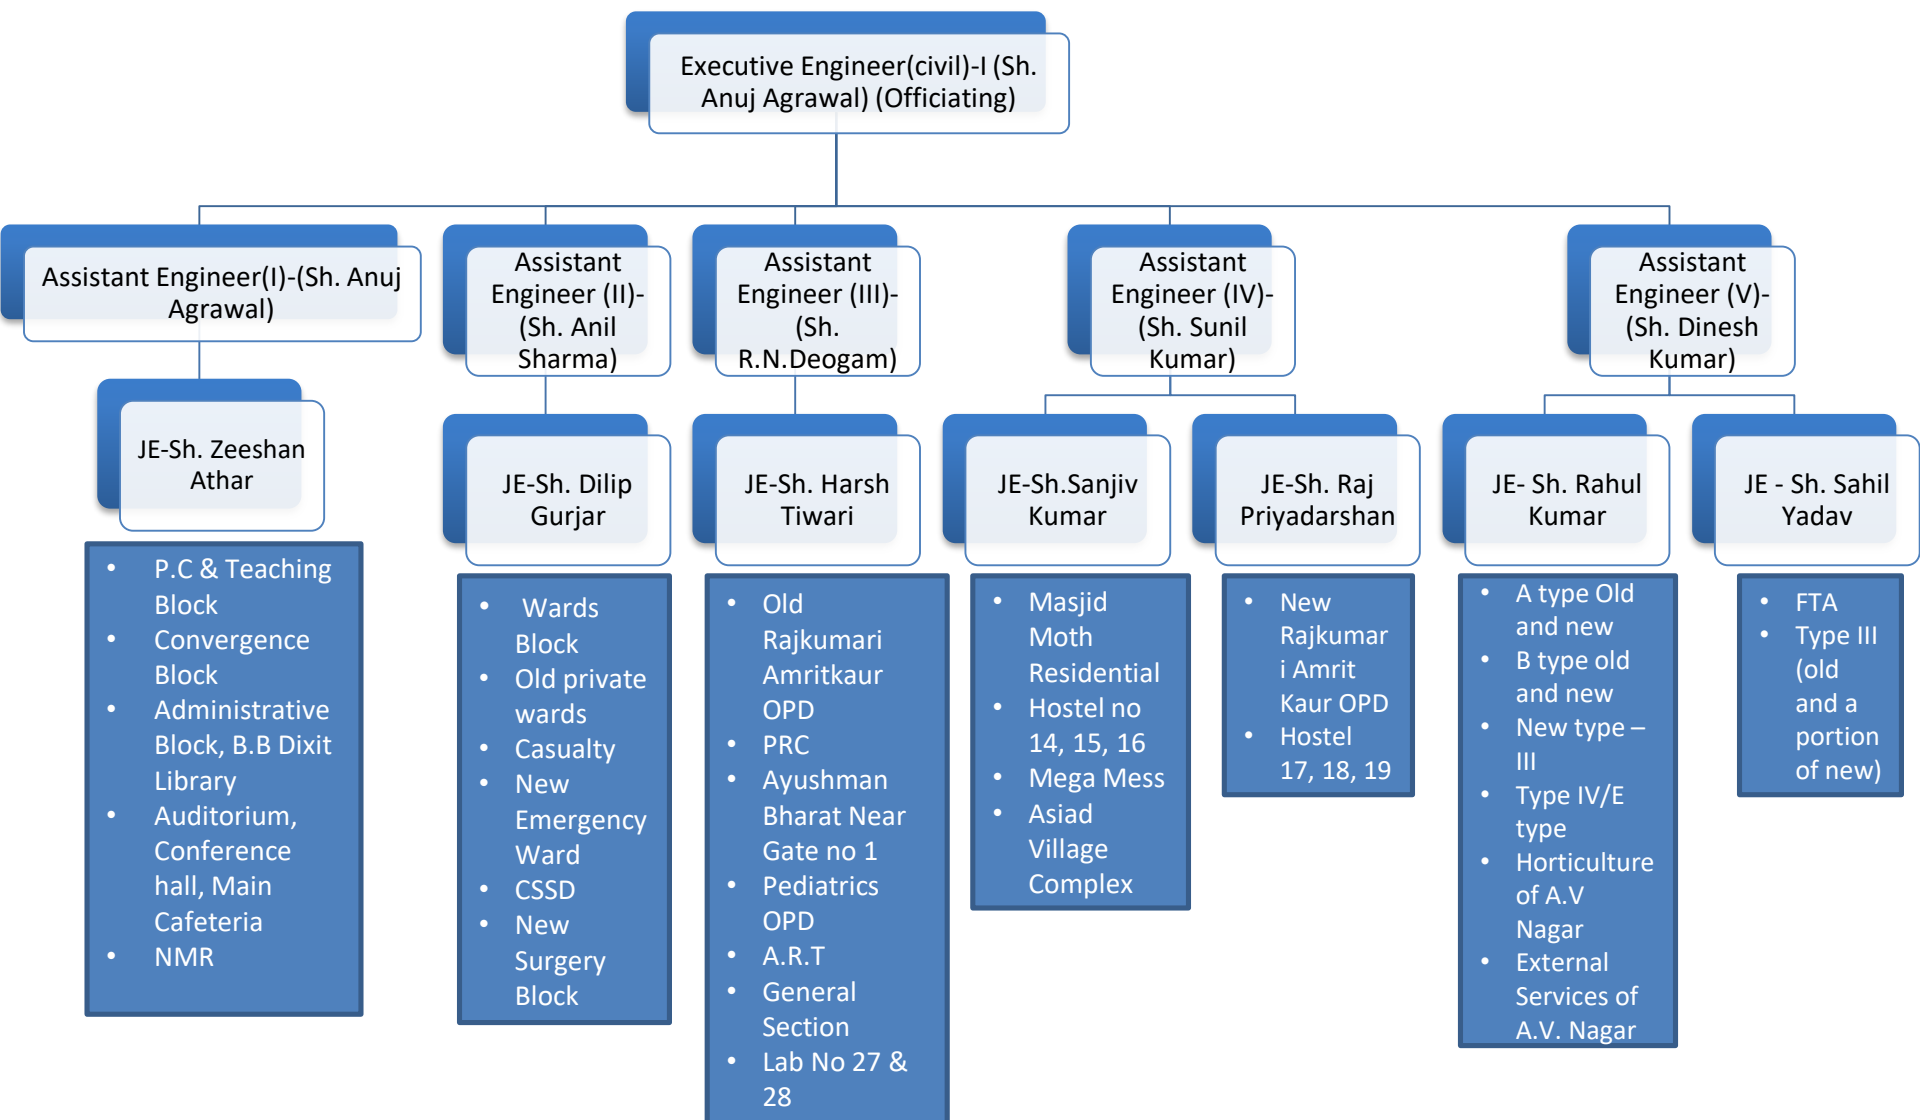 Executive Engineer(civil)-I (Sh.
Anuj Agrawal) (Officiating)
Assistant Engineer(I)-(Sh. Anuj
Agrawal)
Assistant
Engineer (II)-
(Sh. Anil
Sharma)
Assistant
Engineer (III)-
(Sh.
R.N.Deogam)
Assistant
Engineer (IV)-
(Sh. Sunil
Kumar)
Assistant
Engineer (V)-
(Sh. Dinesh
Kumar)
JE-Sh. Zeeshan
Athar
JE-Sh. Dilip
Gurjar
JE-Sh. Harsh
Tiwari
JE-Sh.Sanjiv
Kumar
JE-Sh. Raj
Priyadarshan
JE- Sh. Rahul
Kumar
JE - Sh. Sahil
Yadav
• P.C & Teaching
Block
• Convergence
Block
• Administrative
Block, B.B Dixit
Library
• Auditorium,
Conference
hall, Main
Cafeteria
• NMR
• Wards
Block
• Old private
wards
• Casualty
• New
Emergency
Ward
• CSSD
• New
Surgery
Block
• Old
Rajkumari
Amritkaur
OPD
• PRC
• Ayushman
Bharat Near
Gate no 1
• Pediatrics
OPD
• A.R.T
• General
Section
• Lab No 27 &
28
• Masjid
Moth
Residential
• Hostel no
14, 15, 16
• Mega Mess
• Asiad
Village
Complex
• New
Rajkumar
i Amrit
Kaur OPD
• Hostel
17, 18, 19
• A type Old
and new
• B type old
and new
• New type –
III
• Type IV/E
type
• Horticulture
of A.V
Nagar
• External
Services of
A.V. Nagar
• FTA
• Type III
(old
and a
portion
of new)